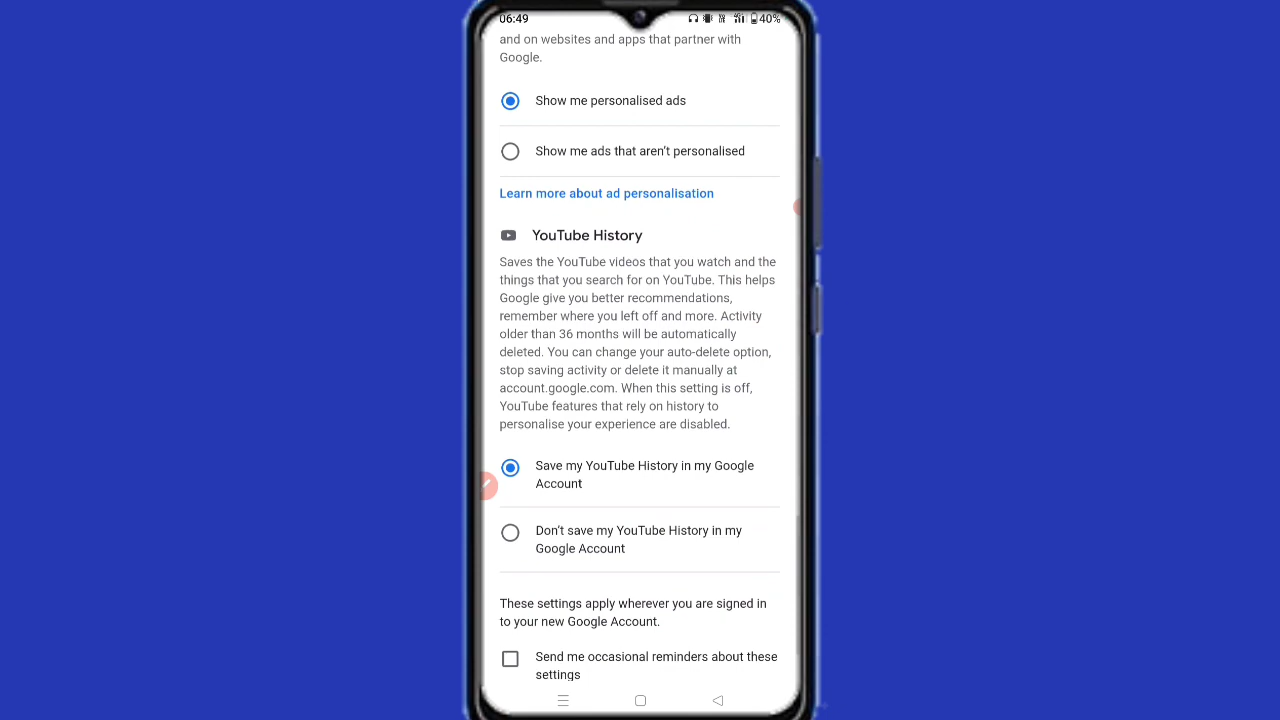 06:49
40%
and on websites and apps that partner with
Google.
Show me personalised ads
Show me ads that aren't personalised
Learn more about ad personalisation
YouTube History
Saves the YouTube videos that you watch and the
things that you search for on YouTube. This helps
Google give you better recommendations,
remember where you left off and more. Activity
older than 36 months will be automatically
deleted. You can change your auto-delete option,
stop saving activity or delete it manually at
account.google.com. When this setting is off,
YouTube features that rely on history to
personalise your experience are disabled.
Save my YouTube History in my Google
Account
Don't save my YouTube History in my
Google Account
These settings apply wherever you are signed in
to your new Google Account.
Send me occasional reminders about these
settings